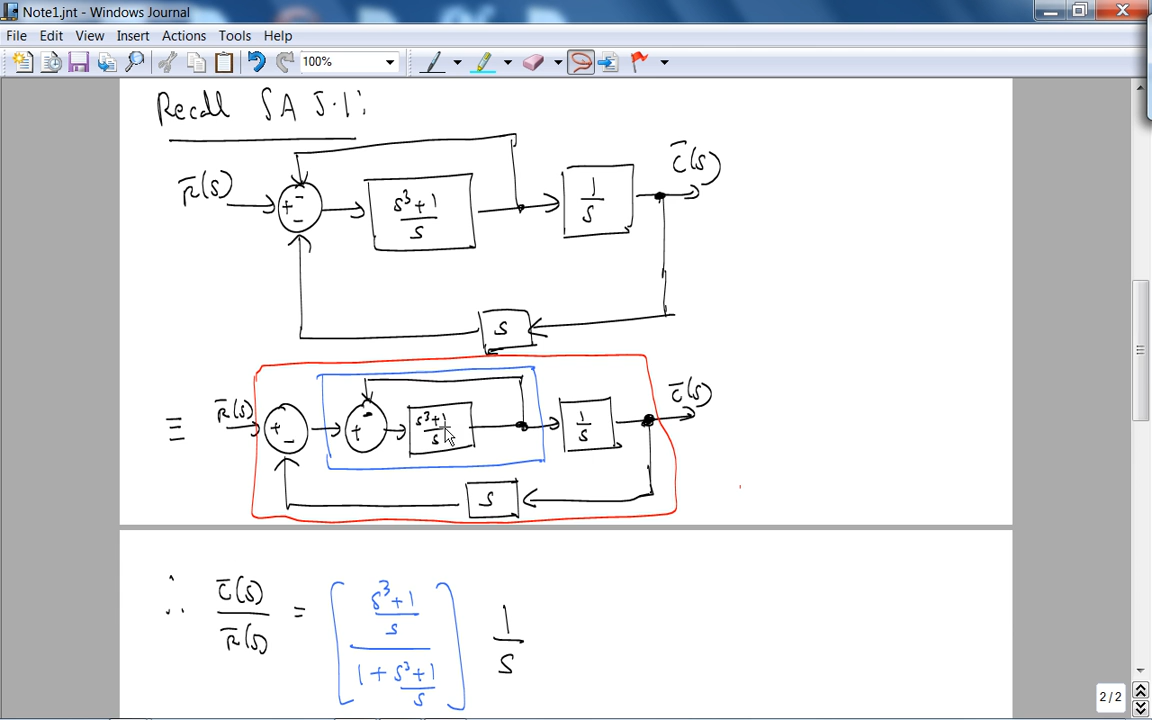 Note1.jnt - Windows Journal
File Edit View Insert Actions Tools Help
100%
Recall SA 5.1:
R̄(s) + - - s³+1/s 1/s C̄(s)
s
≡ R̄(s) + - + - s³+1/s 1/s C̄(s)
s
∴ C̄(s)/R̄(s) = [ (s³+1)/s / (1 + (s³+1)/s) ] 1/s
2/2